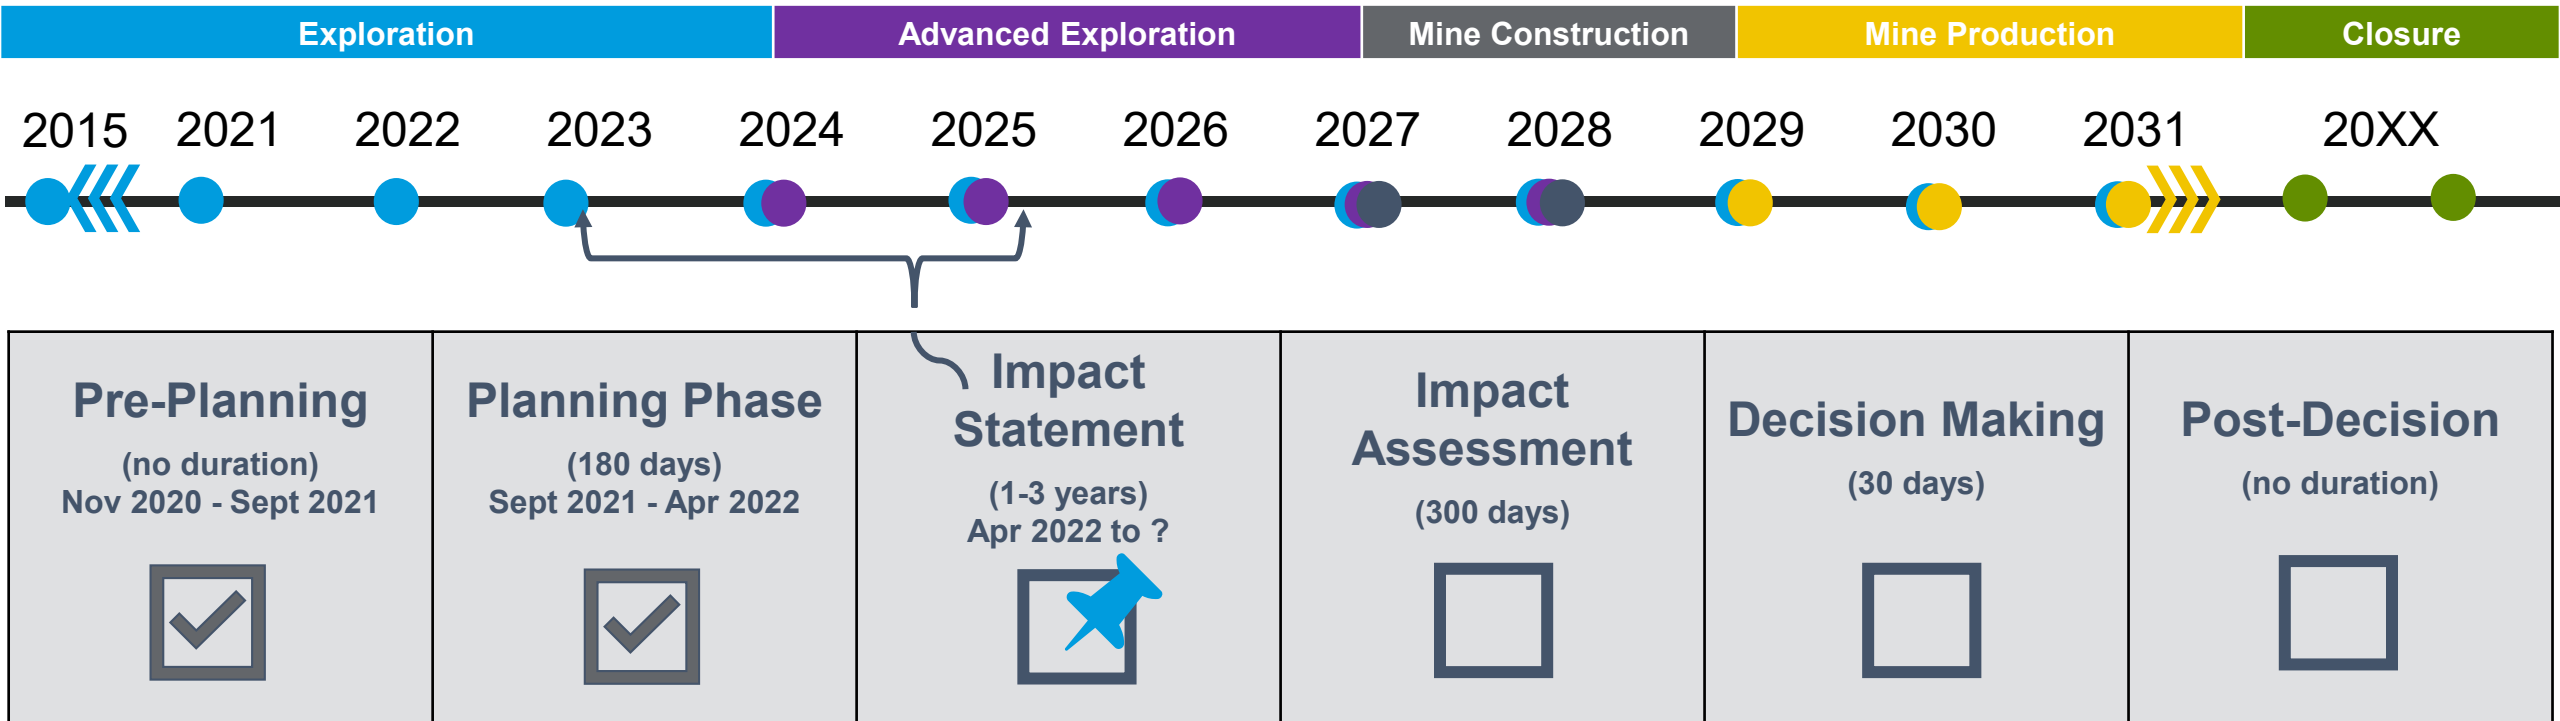 Exploration
Advanced Exploration
Mine Construction
Mine Production
Closure
2015
2021
2022
2023
2024
2025
2026
2027
2028
2029
2030
2031
20XX
Pre-Planning
(no duration)
Nov 2020 - Sept 2021
Planning Phase
(180 days)
Sept 2021 - Apr 2022
Impact
Statement
(1-3 years)
Apr 2022 to ?
Impact
Assessment
(300 days)
Decision Making
(30 days)
Post-Decision
(no duration)